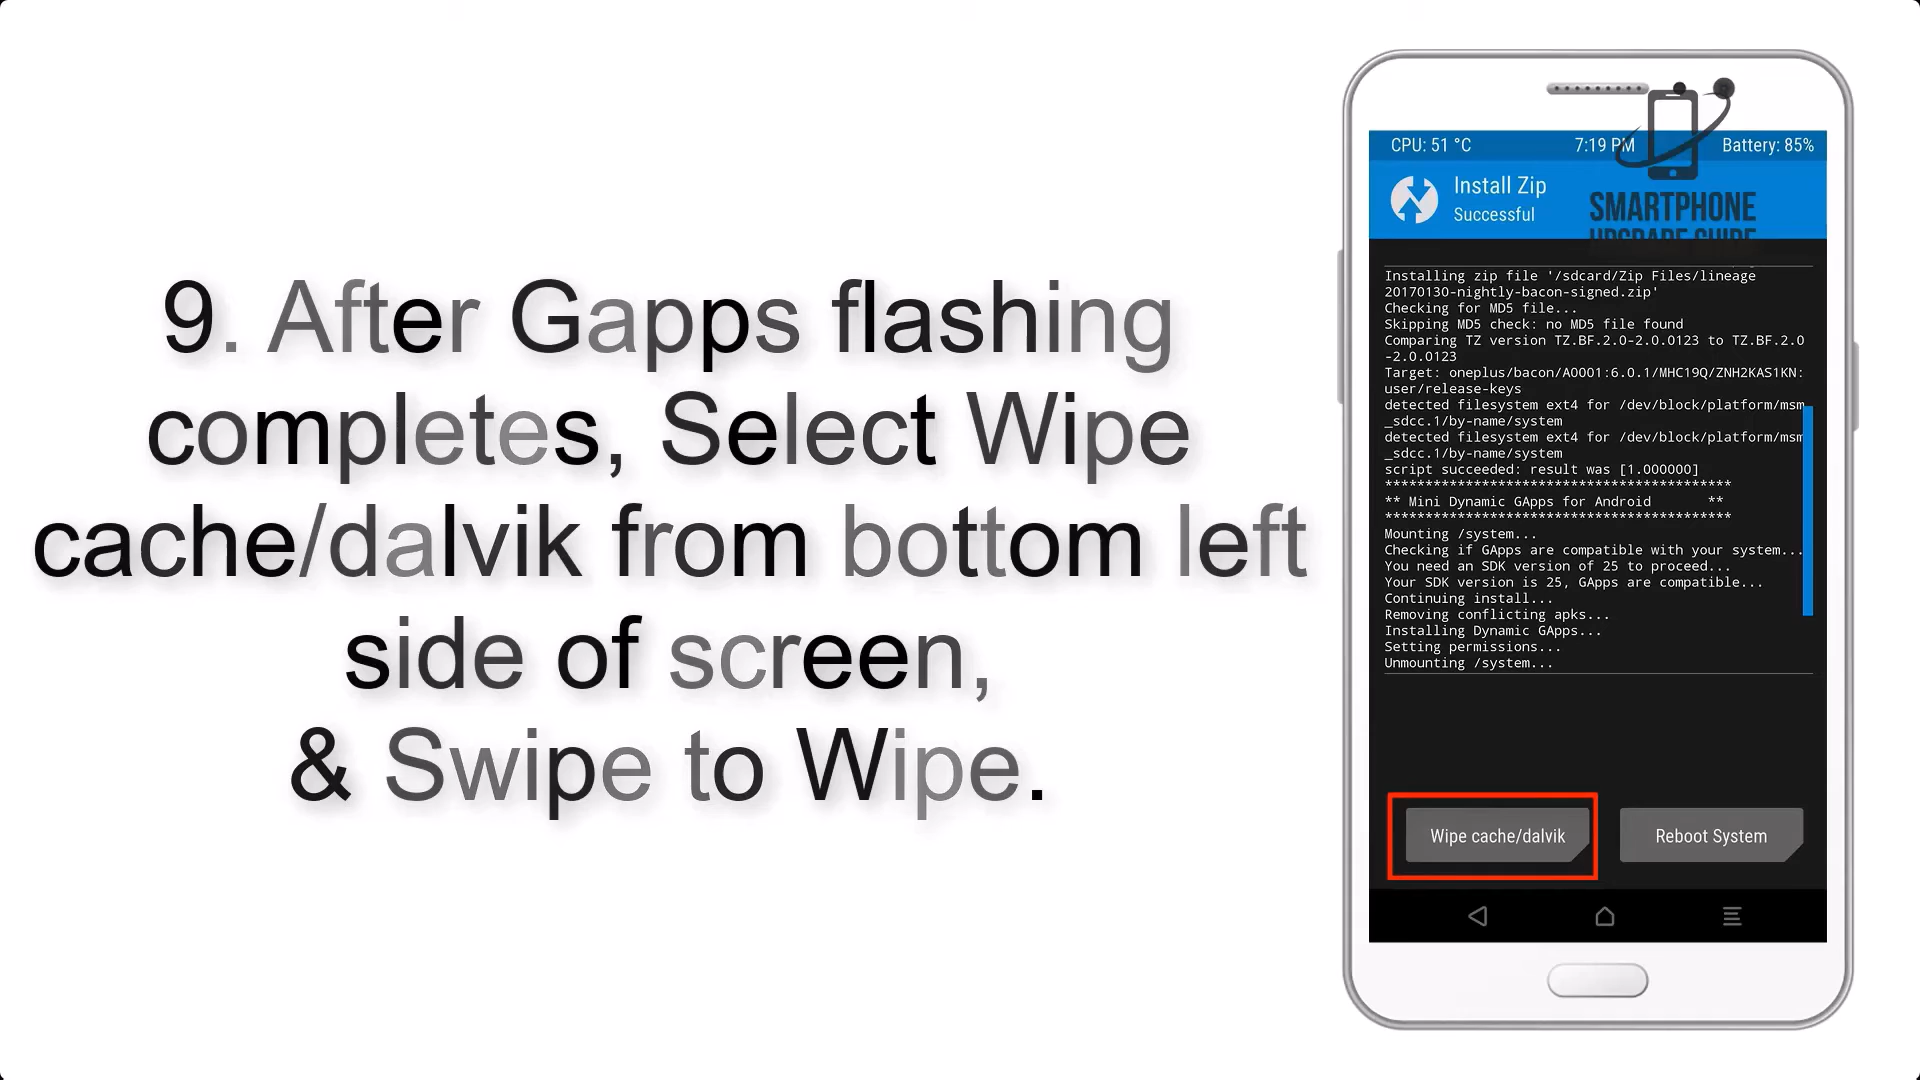 9. After Gapps flashing
completes, Select Wipe
cache/dalvik from bottom left
side of screen,
& Swipe to Wipe.
CPU: 51 °C 7:19 PM Battery: 85%
Install Zip
Successful
SMARTPHONE
UPGRADE GUIDE
Installing zip file '/sdcard/Zip Files/lineage
20170130-nightly-bacon-signed.zip'
Checking for MD5 file...
Skipping MD5 check: no MD5 file found
Comparing TZ version TZ.BF.2.0-2.0.0123 to TZ.BF.2.0
-2.0.0123
Target: oneplus/bacon/A0001:6.0.1/MHC19Q/ZNH2KAS1KN:
user/release-keys
detected filesystem ext4 for /dev/block/platform/msm
_sdcc.1/by-name/system
detected filesystem ext4 for /dev/block/platform/msm
_sdcc.1/by-name/system
script succeeded: result was [1.000000]
*******************************************
** Mini Dynamic GApps for Android **
*******************************************
Mounting /system...
Checking if GApps are compatible with your system...
You need an SDK version of 25 to proceed...
Your SDK version is 25, GApps are compatible...
Continuing install...
Removing conflicting apks...
Installing Dynamic GApps...
Setting permissions...
Unmounting /system...
Wipe cache/dalvik
Reboot System